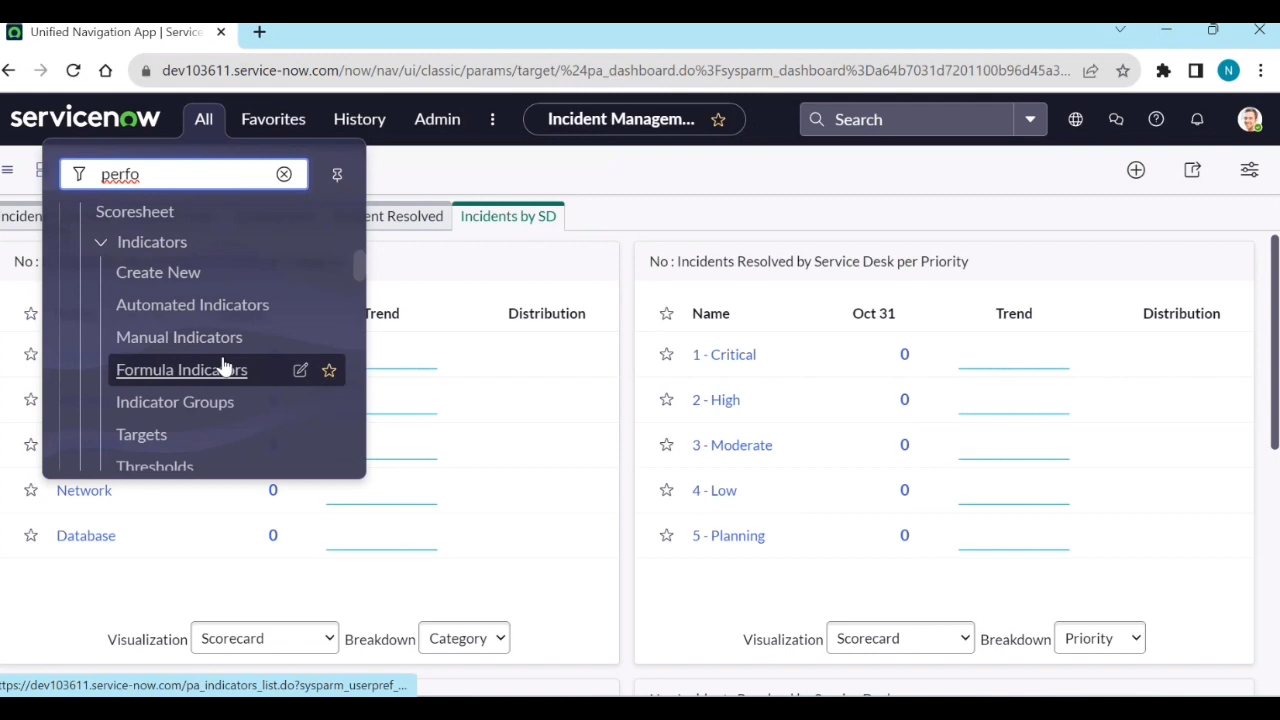 Unified Navigation App | Service
dev103611.service-now.com/now/nav/ui/classic/params/target/%24pa_dashboard.do%3Fsysparm_dashboard%3Da64b7031d7201100b96d45a3...
N
servicenow
All
Favorites
History
Admin
Incident Managem...
Search
perfo
Scoresheet
Indicators
Create New
Automated Indicators
Manual Indicators
Formula Indicators
Indicator Groups
Targets
Thresholds
ent Resolved
Incidents by SD
No :
Trend
Distribution
Network 0
Database 0
Visualization Scorecard Breakdown Category
No : Incidents Resolved by Service Desk per Priority
Name Oct 31 Trend Distribution
1 - Critical 0
2 - High 0
3 - Moderate 0
4 - Low 0
5 - Planning 0
Visualization Scorecard Breakdown Priority
ttps://dev103611.service-now.com/pa_indicators_list.do?sysparm_userpref_...